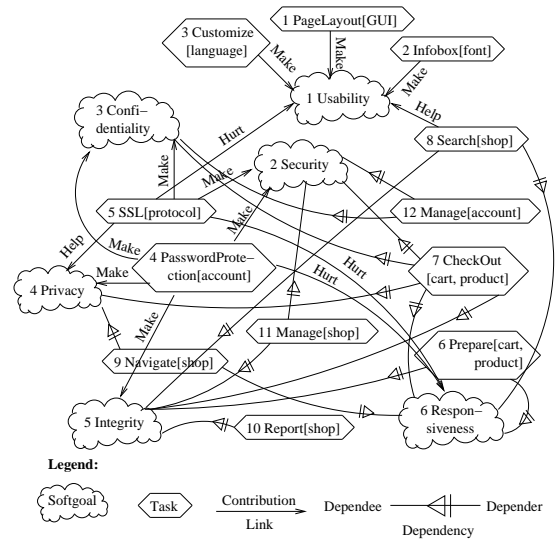 1 PageLayout[GUI]
3 Customize
[language]
2 Infobox[font]
Make
Make
Make
1 Usability
3 Confi–
dentiality
Help
Hurt
8 Search[shop]
2 Security
Make
Make
5 SSL[protocol]
12 Manage[account]
Make
Help
Make
4 PasswordProte–
ction[account]
7 CheckOut
[cart, product]
Hurt
Hurt
Make
4 Privacy
Make
11 Manage[shop]
6 Prepare[cart,
product]
9 Navigate[shop]
5 Integrity
10 Report[shop]
6 Respon–
siveness
Legend:
Softgoal
Task
Contribution
Link
Dependee
Depender
Dependency